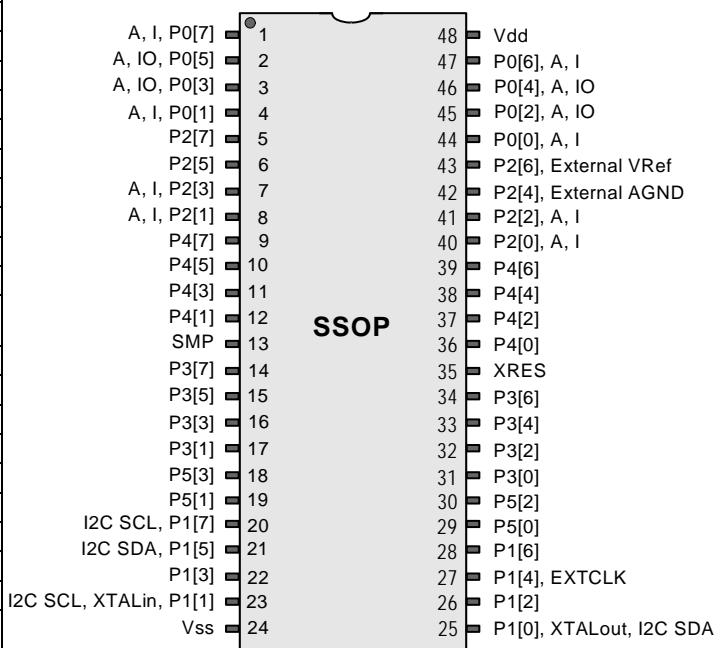 A, I, P0[7] 1 48 Vdd
A, IO, P0[5] 2 47 P0[6], A, I
A, IO, P0[3] 3 46 P0[4], A, IO
A, I, P0[1] 4 45 P0[2], A, IO
P2[7] 5 44 P0[0], A, I
P2[5] 6 43 P2[6], External VRef
A, I, P2[3] 7 42 P2[4], External AGND
A, I, P2[1] 8 41 P2[2], A, I
P4[7] 9 40 P2[0], A, I
P4[5] 10 39 P4[6]
P4[3] 11 38 P4[4]
P4[1] 12 37 P4[2]
SSOP
SMP 13 36 P4[0]
P3[7] 14 35 XRES
P3[5] 15 34 P3[6]
P3[3] 16 33 P3[4]
P3[1] 17 32 P3[2]
P5[3] 18 31 P3[0]
P5[1] 19 30 P5[2]
I2C SCL, P1[7] 20 29 P5[0]
I2C SDA, P1[5] 21 28 P1[6]
P1[3] 22 27 P1[4], EXTCLK
I2C SCL, XTALin, P1[1] 23 26 P1[2]
Vss 24 25 P1[0], XTALout, I2C SDA